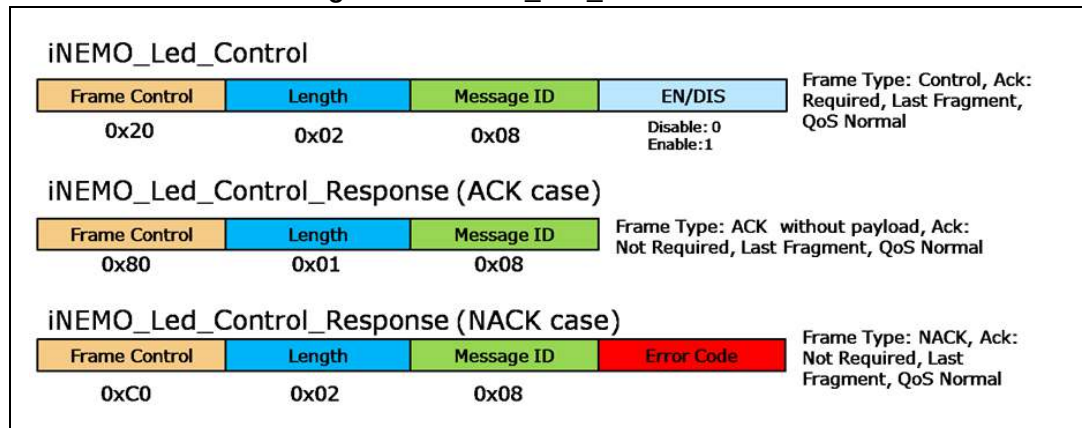 iNEMO_Led_Control
Frame Control Length Message ID EN/DIS
0x20 0x02 0x08 Disable: 0
Enable:1
Frame Type: Control, Ack:
Required, Last Fragment,
QoS Normal
iNEMO_Led_Control_Response (ACK case)
Frame Control Length Message ID
0x80 0x01 0x08
Frame Type: ACK without payload, Ack:
Not Required, Last Fragment, QoS Normal
iNEMO_Led_Control_Response (NACK case)
Frame Control Length Message ID Error Code
0xC0 0x02 0x08
Frame Type: NACK, Ack:
Not Required, Last
Fragment, QoS Normal